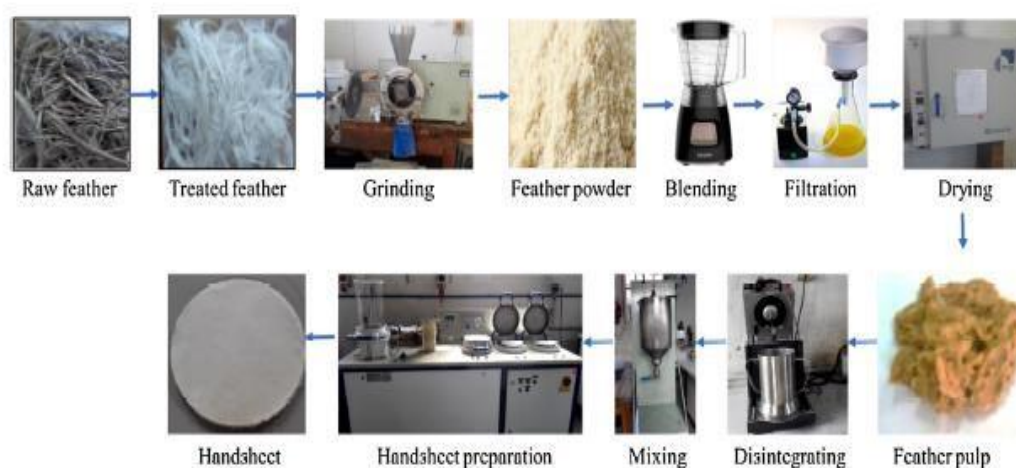 Raw feather
Treated feather
Grinding
Feather powder
Blending
Filtration
Drying
Handsheet
Handsheet preparation
Mixing
Disintegrating
Feather pulp